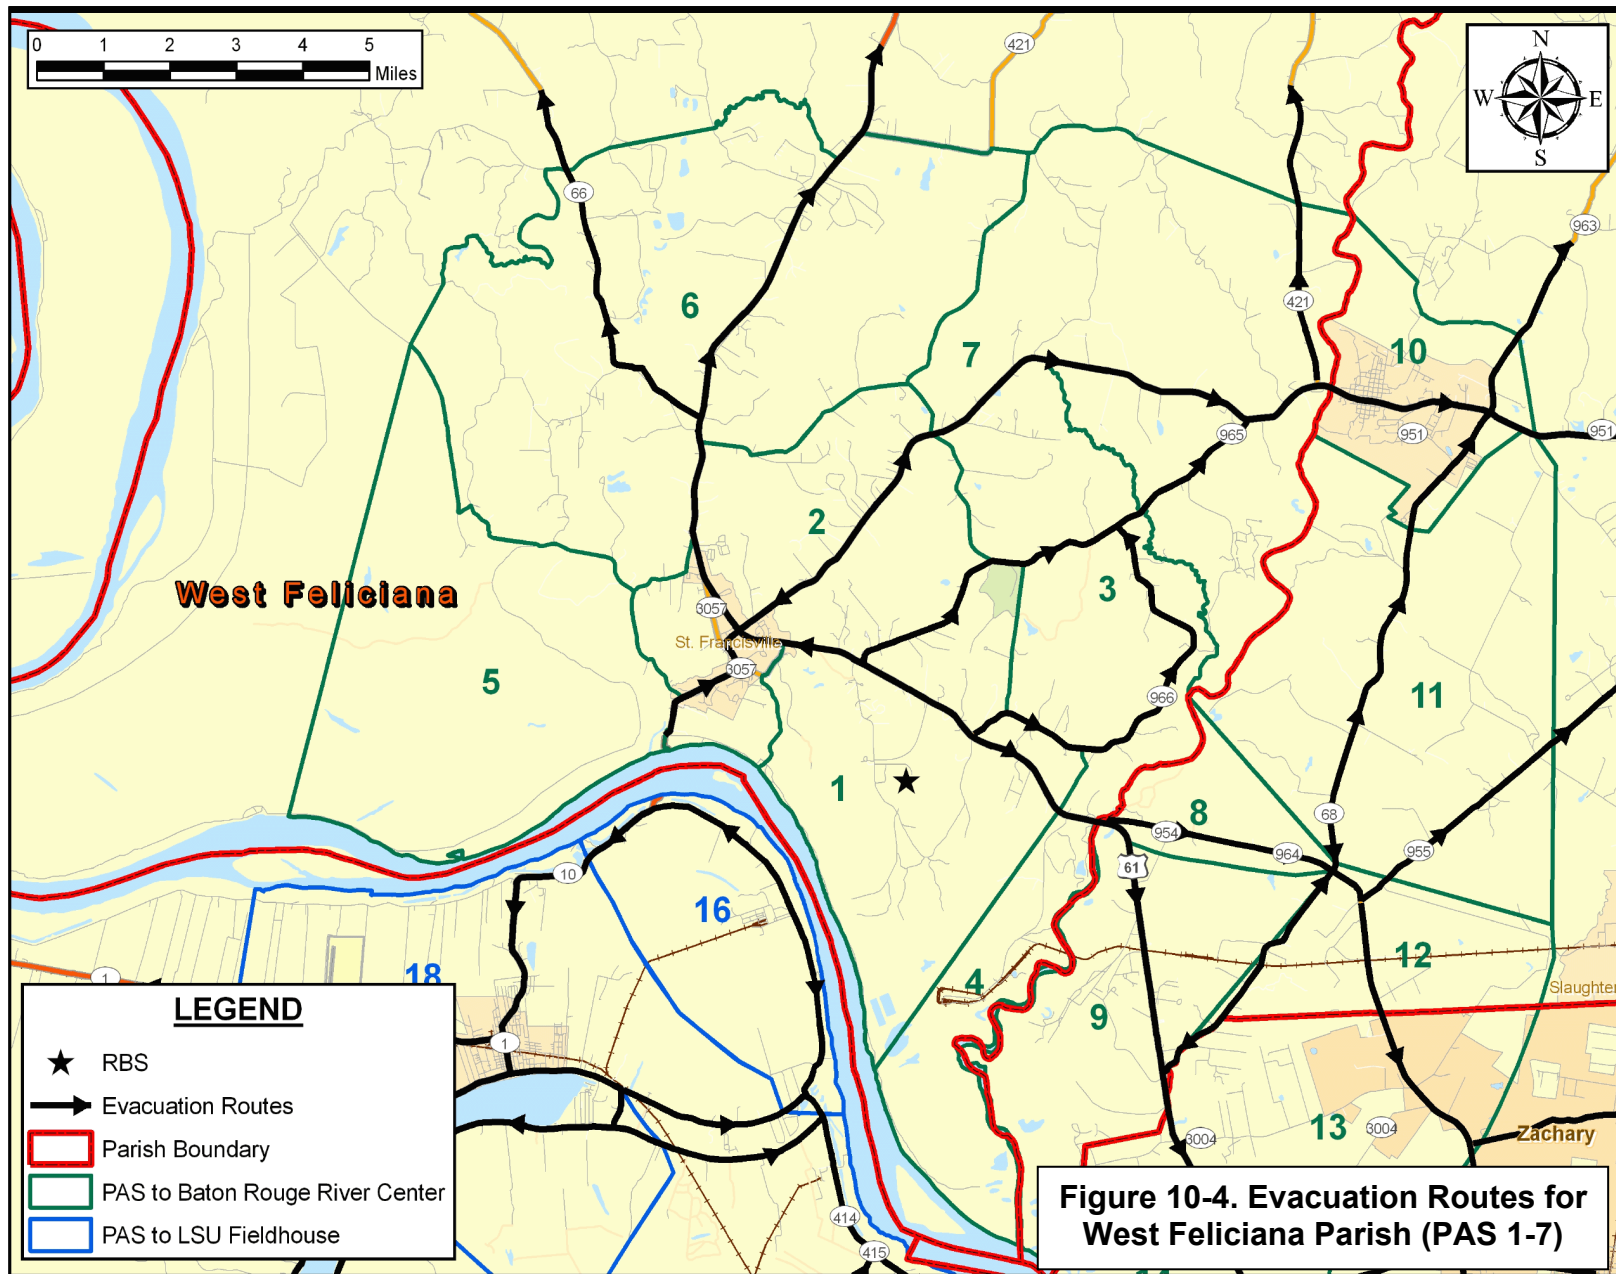 0 1 2 3 4 5
Miles
421
N
W E
S
66
963
6
421
7
10
965
951
951
2
West Feliciana
3
3057
St. Francisville
3057
5
966
11
1
8
68
954
964
955
61
10
16
12
18
1
4
Slaughter
9
1
13
3004
3004
Zachary
414
415
LEGEND
RBS
Evacuation Routes
Parish Boundary
PAS to Baton Rouge River Center
PAS to LSU Fieldhouse
Figure 10-4. Evacuation Routes for
West Feliciana Parish (PAS 1-7)